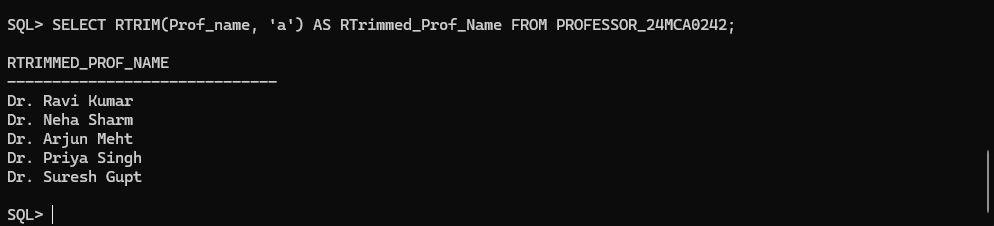 SQL> SELECT RTRIM(Prof_name, 'a') AS RTrimmed_Prof_Name FROM PROFESSOR_24MCA0242;
RTRIMMED_PROF_NAME
------------------------------
Dr. Ravi Kumar
Dr. Neha Sharm
Dr. Arjun Meht
Dr. Priya Singh
Dr. Suresh Gupt
SQL>